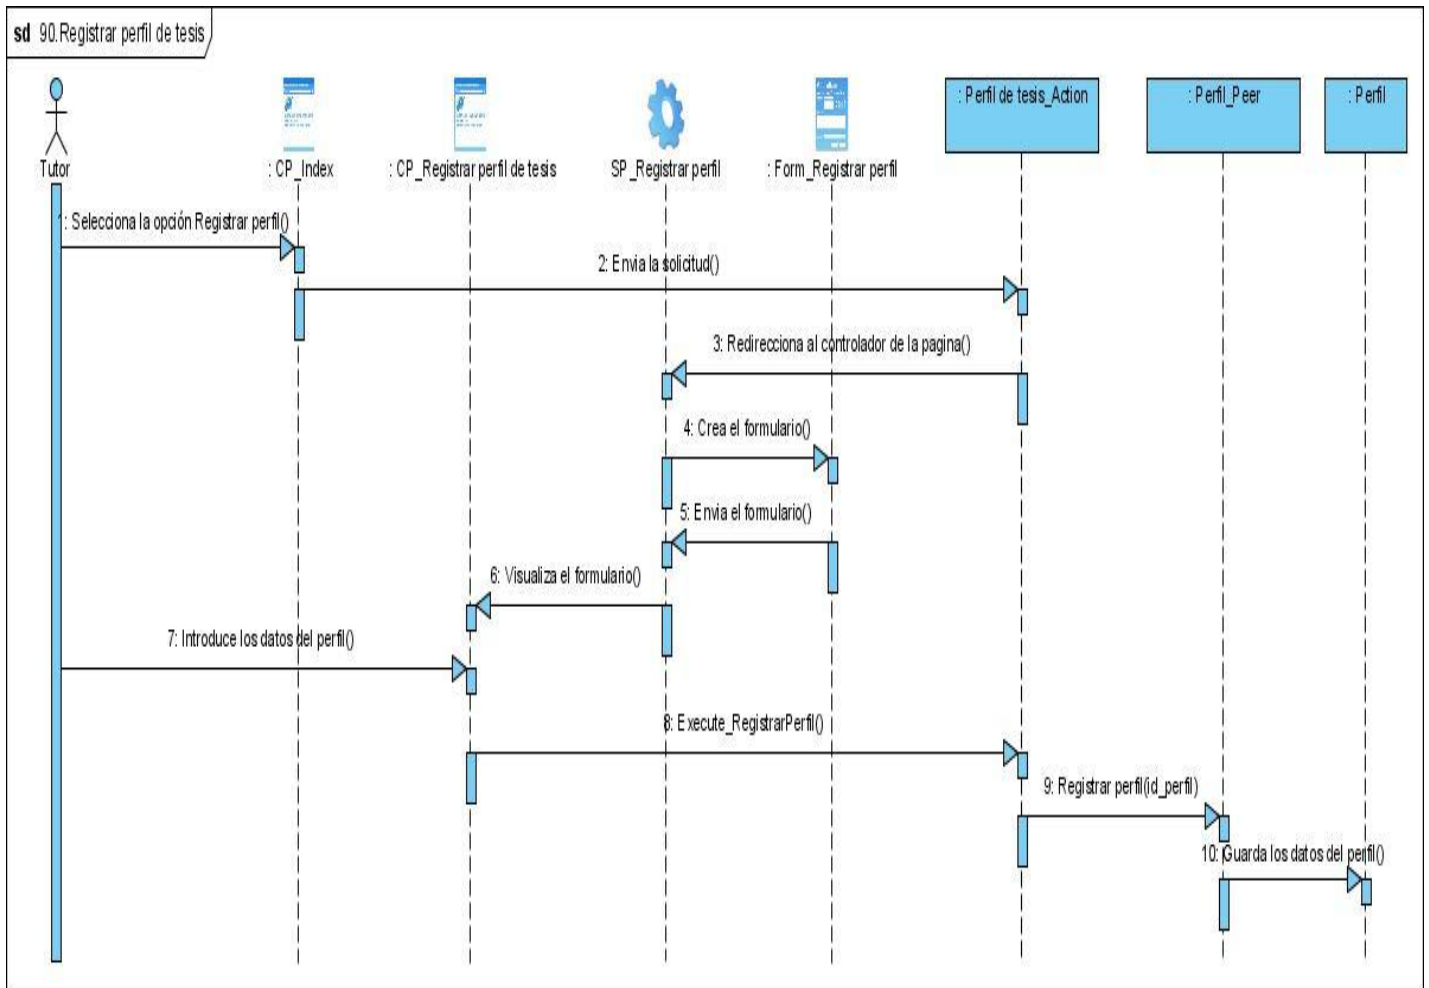 sd 90.Registrar perfil de tesis
Tutor
: CP_Index
: CP_Registrar perfil de tesis
SP_Registrar perfil
: Form_Registrar perfil
: Perfil de tesis_Action
: Perfil_Peer
: Perfil
1: Selecciona la opción Registrar perfil()
2: Envia la solicitud()
3: Redirecciona al controlador de la pagina()
4: Crea el formulario()
5: Envia el formulario()
6: Visualiza el formulario()
7: Introduce los datos del perfil()
8: Execute_RegistrarPerfil()
9: Registrar perfil(id_perfil)
10: Guarda los datos del perfil()